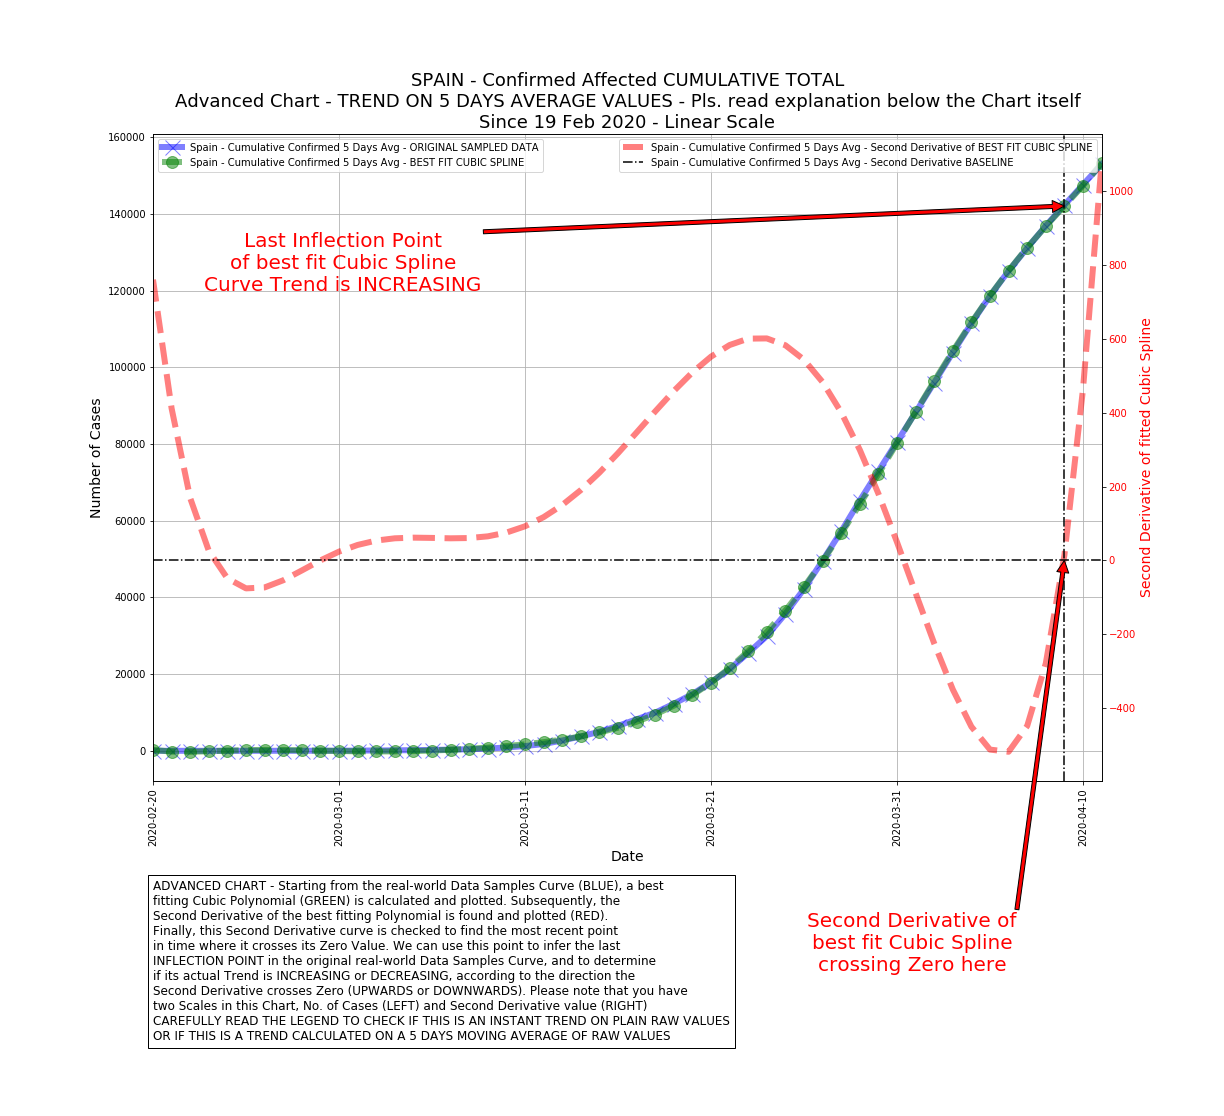 SPAIN - Confirmed Affected CUMULATIVE TOTAL
Advanced Chart - TREND ON 5 DAYS AVERAGE VALUES - Pls. read explanation below the Chart itself
Since 19 Feb 2020 - Linear Scale
Spain - Cumulative Confirmed 5 Days Avg - ORIGINAL SAMPLED DATA
Spain - Cumulative Confirmed 5 Days Avg - BEST FIT CUBIC SPLINE
Spain - Cumulative Confirmed 5 Days Avg - Second Derivative of BEST FIT CUBIC SPLINE
Spain - Cumulative Confirmed 5 Days Avg - Second Derivative BASELINE
Last Inflection Point
of best fit Cubic Spline
Curve Trend is INCREASING
Number of Cases
160000
140000
120000
100000
80000
60000
40000
20000
0
1000
800
600
400
200
0
−200
−400
Second Derivative of fitted Cubic Spline
2020-02-20
2020-03-01
2020-03-11
2020-03-21
2020-03-31
2020-04-10
Date
ADVANCED CHART - Starting from the real-world Data Samples Curve (BLUE), a best
fitting Cubic Polynomial (GREEN) is calculated and plotted. Subsequently, the
Second Derivative of the best fitting Polynomial is found and plotted (RED).
Finally, this Second Derivative curve is checked to find the most recent point
in time where it crosses its Zero Value. We can use this point to infer the last
INFLECTION POINT in the original real-world Data Samples Curve, and to determine
if its actual Trend is INCREASING or DECREASING, according to the direction the
Second Derivative crosses Zero (UPWARDS or DOWNWARDS). Please note that you have
two Scales in this Chart, No. of Cases (LEFT) and Second Derivative value (RIGHT)
CAREFULLY READ THE LEGEND TO CHECK IF THIS IS AN INSTANT TREND ON PLAIN RAW VALUES
OR IF THIS IS A TREND CALCULATED ON A 5 DAYS MOVING AVERAGE OF RAW VALUES
Second Derivative of
best fit Cubic Spline
crossing Zero here